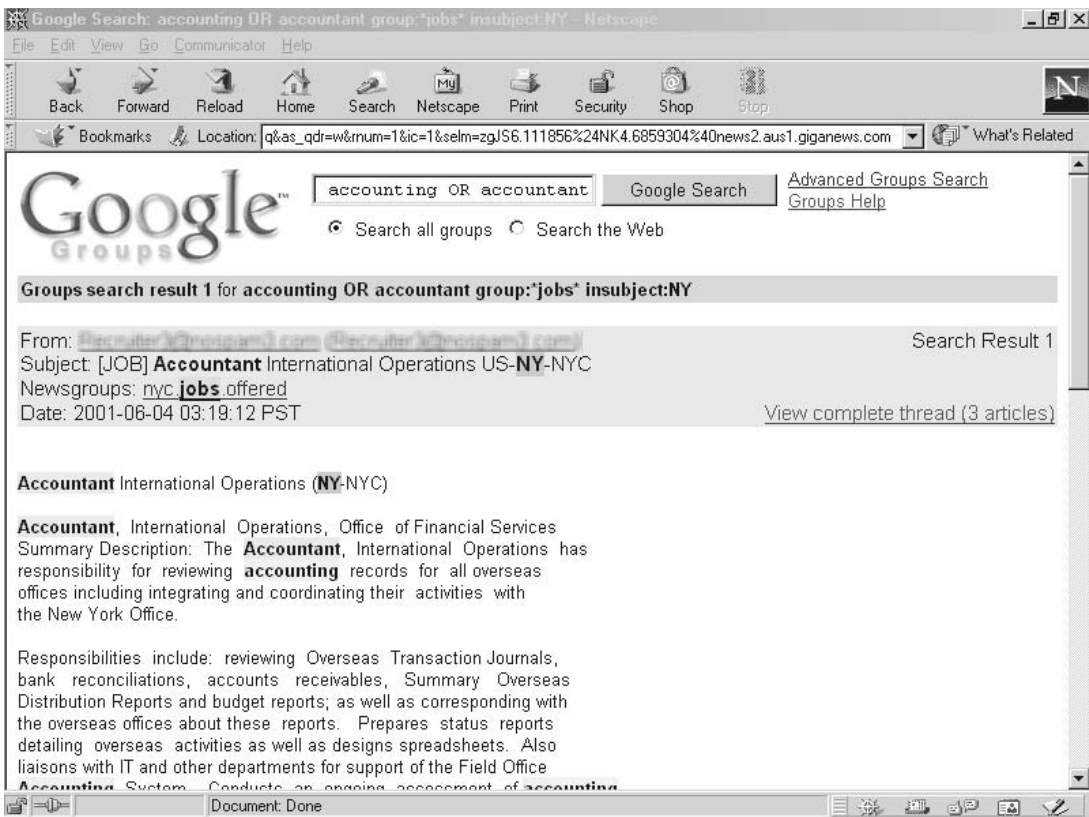 Google Search: accounting OR accountant group:*jobs* insubject:NY - Netscape
File Edit View Go Communicator Help
My
Back Forward Reload Home Search Netscape Print Security Shop Stop
N
Bookmarks Location: q&as_qdr=w&rnum=1&ic=1&selm=zgJS6.111856%24NK4.6859304%40news2.aus1.giganews.com What's Related
Google™ Groups
accounting OR accountant Google Search
Advanced Groups Search
Groups Help
Search all groups Search the Web
Groups search result 1 for accounting OR accountant group:*jobs* insubject:NY
From: Search Result 1
Subject: [JOB] Accountant International Operations US-NY-NYC
Newsgroups: nyc.jobs.offered
Date: 2001-06-04 03:19:12 PST View complete thread (3 articles)
Accountant International Operations (NY-NYC)
Accountant, International Operations, Office of Financial Services
Summary Description: The Accountant, International Operations has
responsibility for reviewing accounting records for all overseas
offices including integrating and coordinating their activities with
the New York Office.
Responsibilities include: reviewing Overseas Transaction Journals,
bank reconciliations, accounts receivables, Summary Overseas
Distribution Reports and budget reports; as well as corresponding with
the overseas offices about these reports. Prepares status reports
detailing overseas activities as well as designs spreadsheets. Also
liaisons with IT and other departments for support of the Field Office
Accounting System. Conducts an ongoing assessment of accounting
Document: Done